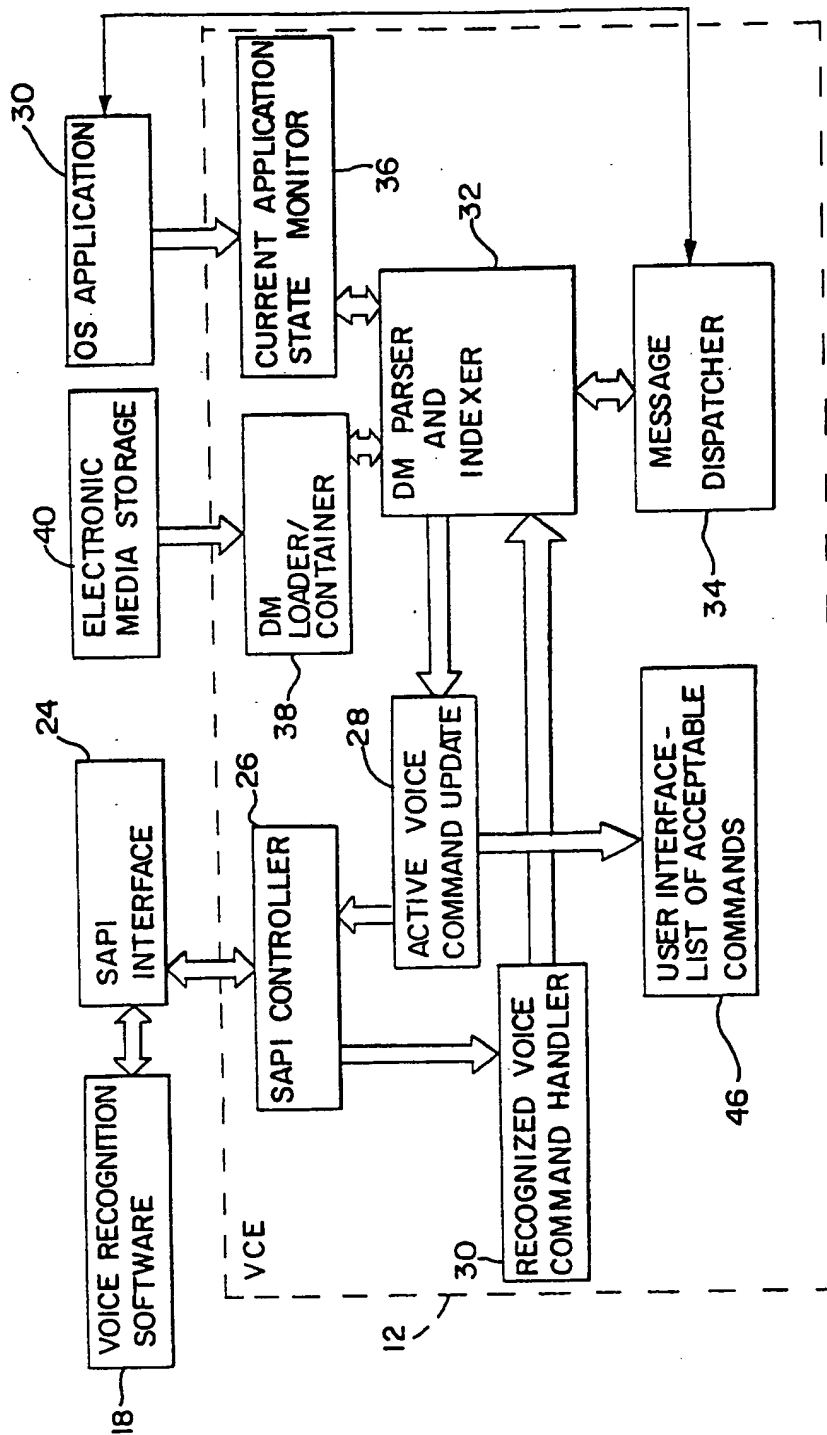 18
VOICE RECOGNITION
SOFTWARE
24
SAPI
INTERFACE
40
ELECTRONIC
MEDIA STORAGE
30
OS APPLICATION
VCE
12
26
SAPI CONTROLLER
38
DM
LOADER/
CONTAINER
CURRENT APPLICATION
STATE MONITOR
36
30
RECOGNIZED VOICE
COMMAND HANDLER
28
ACTIVE VOICE
COMMAND UPDATE
32
DM PARSER
AND
INDEXER
46
USER INTERFACE-
LIST OF ACCEPTABLE
COMMANDS
34
MESSAGE
DISPATCHER